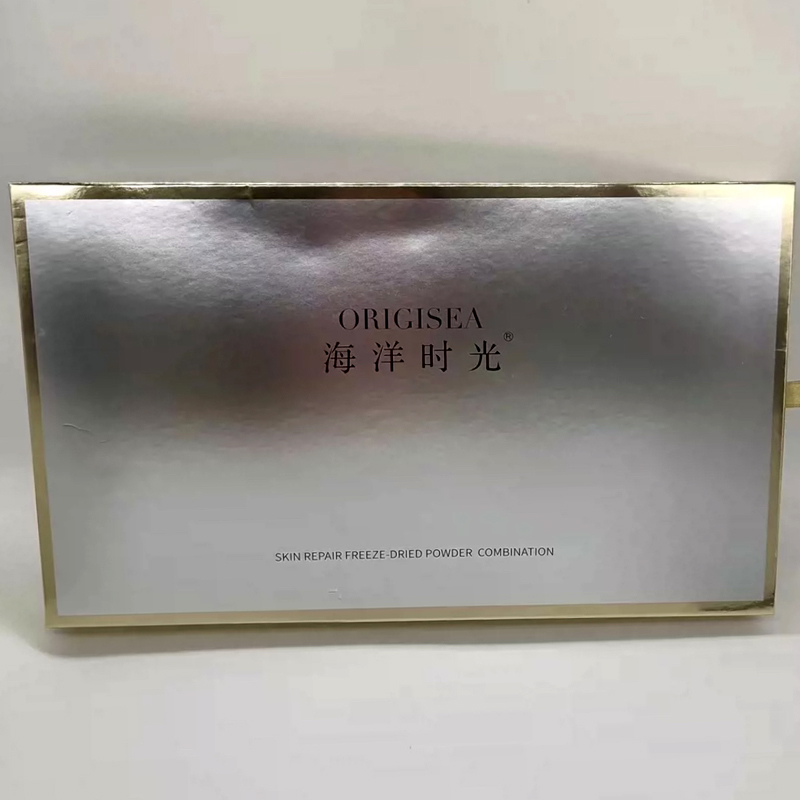 ORIGISEA
海洋时光®
SKIN REPAIR FREEZE-DRIED POWDER COMBINATION